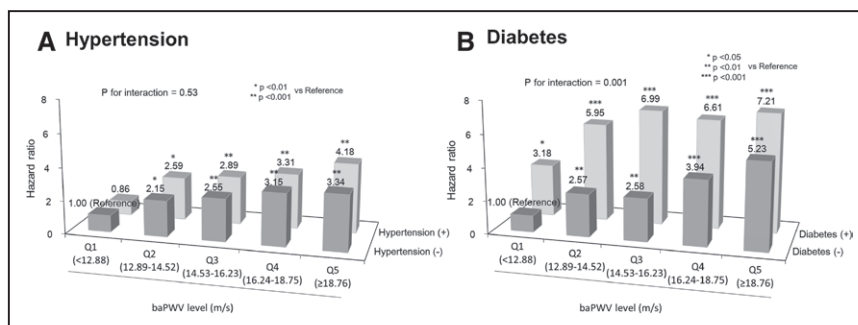 A Hypertension
P for interaction = 0.53
* p <0.01
** p <0.001
vs Reference
Hazard ratio
8
6
4
2
0
1.00 (Reference)
0.86
*
2.15
*
2.59
**
2.55
**
2.89
**
3.15
**
3.31
**
3.34
**
4.18
Hypertension (+)
Hypertension (-)
Q1
(<12.88)
Q2
(12.89-14.52)
Q3
(14.53-16.23)
Q4
(16.24-18.75)
Q5
(≥18.76)
baPWV level (m/s)
B Diabetes
P for interaction = 0.001
* p <0.05
** p <0.01
*** p <0.001
vs Reference
Hazard ratio
8
6
4
2
0
1.00 (Reference)
*
3.18
**
2.57
***
5.95
**
2.58
***
6.99
***
3.94
***
6.61
***
5.23
***
7.21
Diabetes (+)
Diabetes (-)
Q1
(<12.88)
Q2
(12.89-14.52)
Q3
(14.53-16.23)
Q4
(16.24-18.75)
Q5
(≥18.76)
baPWV level (m/s)